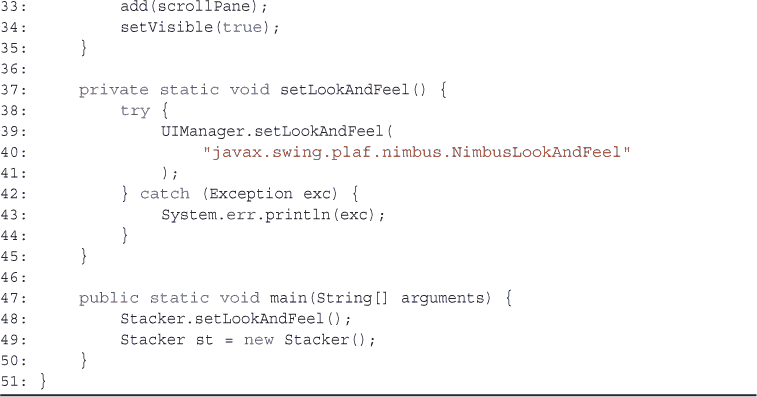 33:         add(scrollPane);
34:         setVisible(true);
35:     }
36:
37:     private static void setLookAndFeel() {
38:         try {
39:             UIManager.setLookAndFeel(
40:                 "javax.swing.plaf.nimbus.NimbusLookAndFeel"
41:             );
42:         } catch (Exception exc) {
43:             System.err.println(exc);
44:         }
45:     }
46:
47:     public static void main(String[] arguments) {
48:         Stacker.setLookAndFeel();
49:         Stacker st = new Stacker();
50:     }
51: }